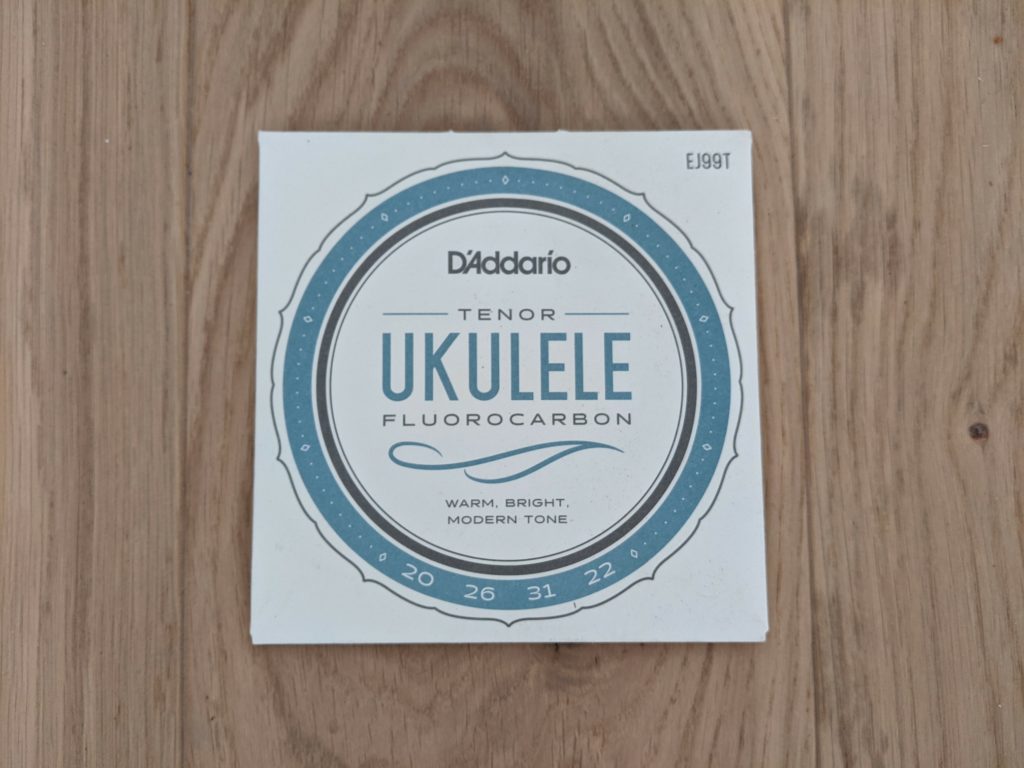 EJ99T
D'Addario
TENOR
UKULELE
FLUOROCARBON
WARM, BRIGHT,
MODERN TONE
20 26 31 22